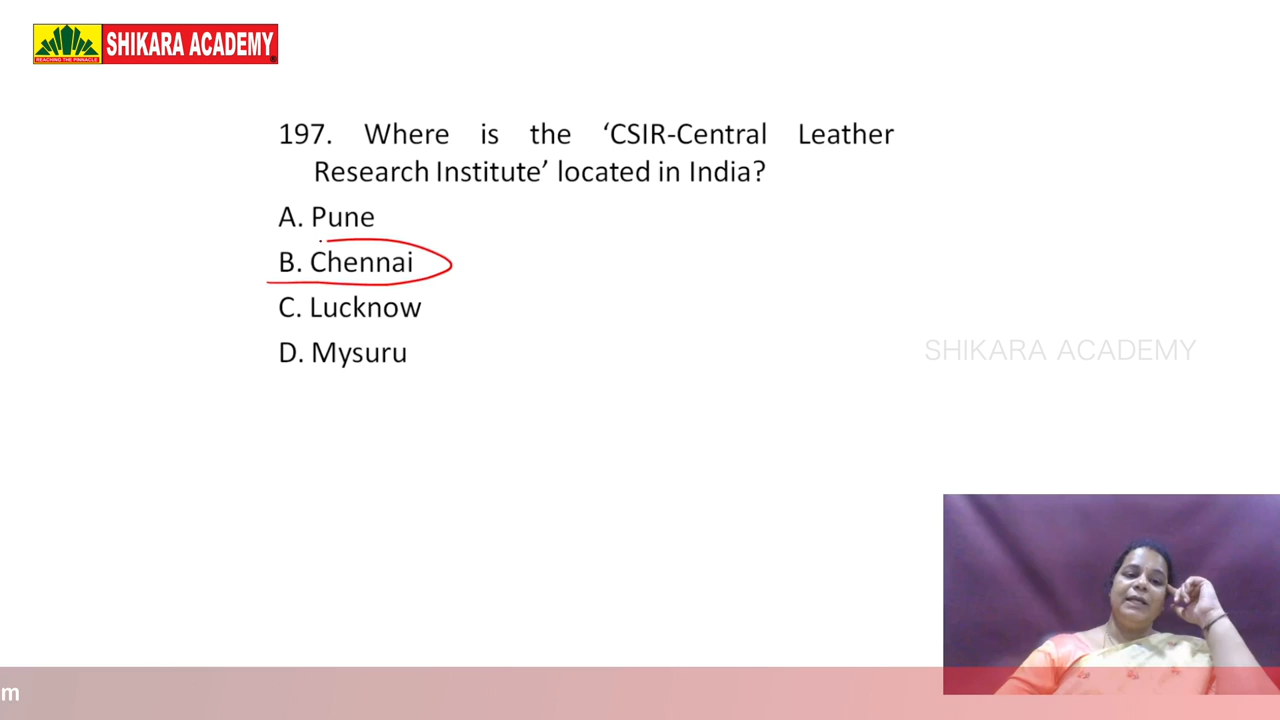 SHIKARA ACADEMY
REACHING THE PINNACLE
197. Where is the ‘CSIR-Central Leather
Research Institute’ located in India?
A. Pune
B. Chennai
C. Lucknow
D. Mysuru
SHIKARA ACADEMY
m